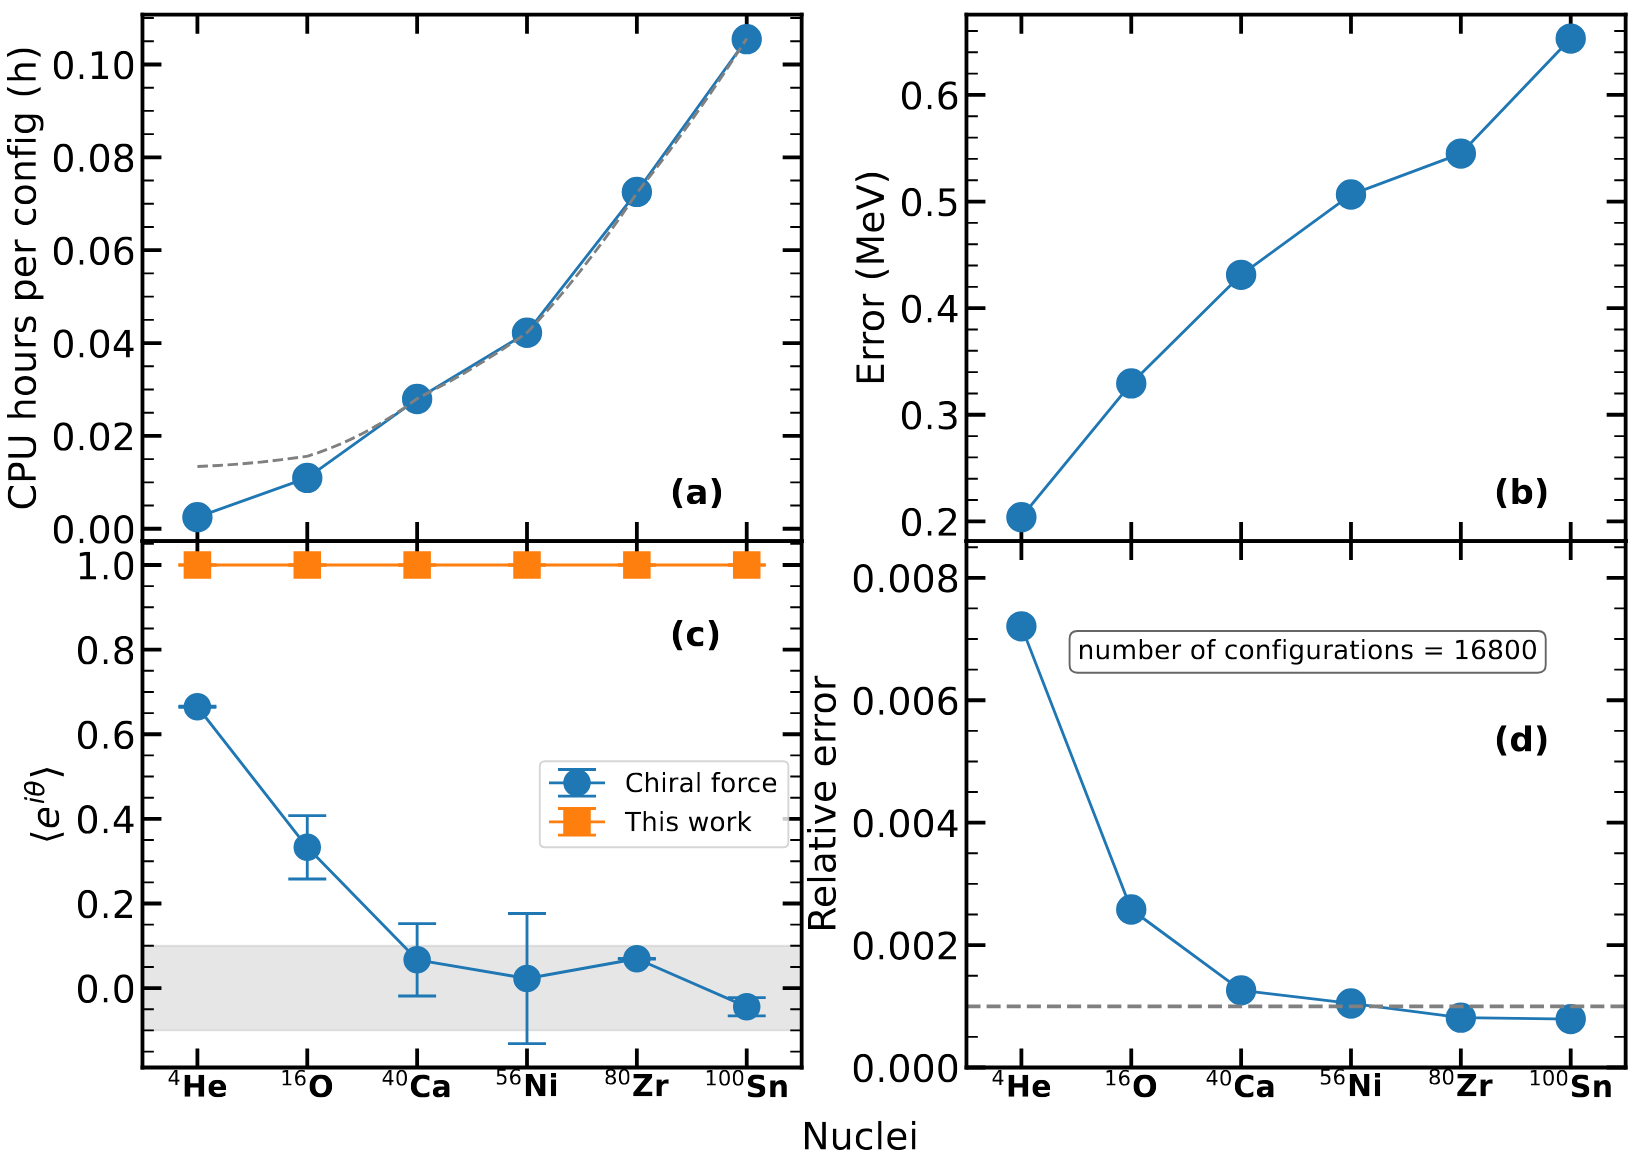 CPU hours per config (h)
0.10
0.08
0.06
0.04
0.02
0.00
(a)
Error (MeV)
0.6
0.5
0.4
0.3
0.2
(b)
⟨e^{iθ}⟩
1.0
0.8
0.6
0.4
0.2
0.0
(c)
Chiral force
This work
⁴He ¹⁶O ⁴⁰Ca ⁵⁶Ni ⁸⁰Zr ¹⁰⁰Sn
Relative error
0.008
0.006
0.004
0.002
0.000
number of configurations = 16800
(d)
⁴He ¹⁶O ⁴⁰Ca ⁵⁶Ni ⁸⁰Zr ¹⁰⁰Sn
Nuclei